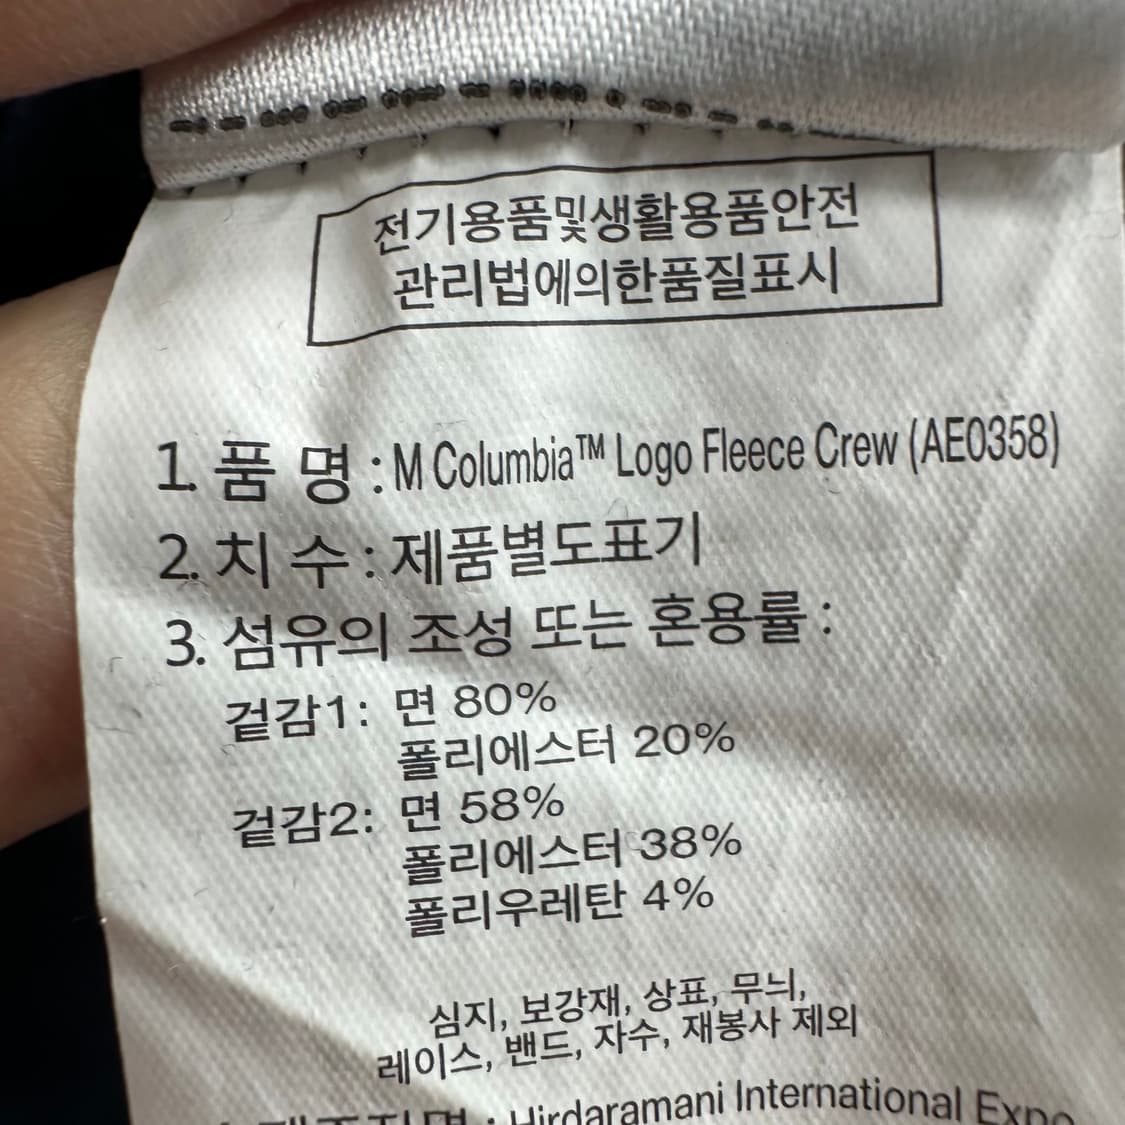 전기용품및생활용품안전
관리법에의한품질표시
1. 품 명 : M Columbia™ Logo Fleece Crew (AE0358)
2. 치 수 : 제품별도표기
3. 섬유의 조성 또는 혼용률 :
겉감1: 면 80%
폴리에스터 20%
겉감2: 면 58%
폴리에스터 38%
폴리우레탄 4%
심지, 보강재, 상표, 무늬,
레이스, 밴드, 자수, 재봉사 제외
: Hirdaramani International